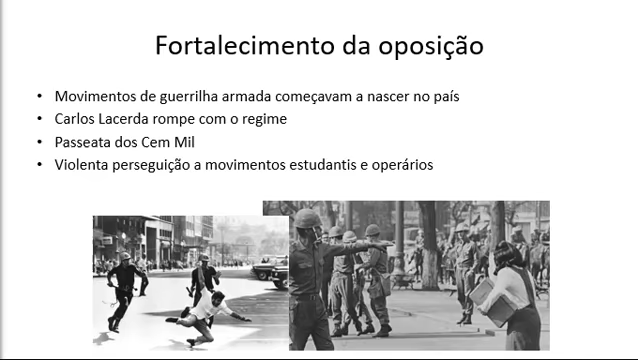 Fortalecimento da oposição
• Movimentos de guerrilha armada começavam a nascer no país
• Carlos Lacerda rompe com o regime
• Passeata dos Cem Mil
• Violenta perseguição a movimentos estudantis e operários